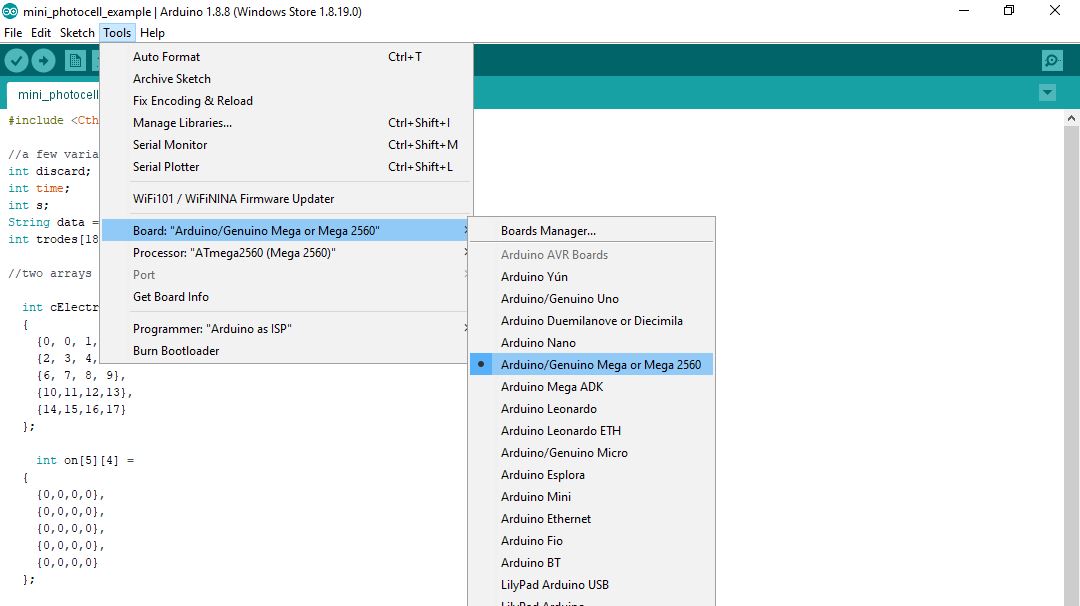 mini_photocell_example | Arduino 1.8.8 (Windows Store 1.8.19.0)
File Edit Sketch Tools Help
mini_photocell
#include <Cth
//a few varia
int discard;
int time;
int s;
String data =
int trodes[18
//two arrays
int cElectr
{
{0, 0, 1,
{2, 3, 4,
{6, 7, 8, 9},
{10,11,12,13},
{14,15,16,17}
};
int on[5][4] =
{
{0,0,0,0},
{0,0,0,0},
{0,0,0,0},
{0,0,0,0},
{0,0,0,0}
};
Auto Format Ctrl+T
Archive Sketch
Fix Encoding & Reload
Manage Libraries... Ctrl+Shift+I
Serial Monitor Ctrl+Shift+M
Serial Plotter Ctrl+Shift+L
WiFi101 / WiFiNINA Firmware Updater
Board: "Arduino/Genuino Mega or Mega 2560"
Processor: "ATmega2560 (Mega 2560)"
Port
Get Board Info
Programmer: "Arduino as ISP"
Burn Bootloader
Boards Manager...
Arduino AVR Boards
Arduino Yún
Arduino/Genuino Uno
Arduino Duemilanove or Diecimila
Arduino Nano
Arduino/Genuino Mega or Mega 2560
Arduino Mega ADK
Arduino Leonardo
Arduino Leonardo ETH
Arduino/Genuino Micro
Arduino Esplora
Arduino Mini
Arduino Ethernet
Arduino Fio
Arduino BT
LilyPad Arduino USB
LilyPad Arduino